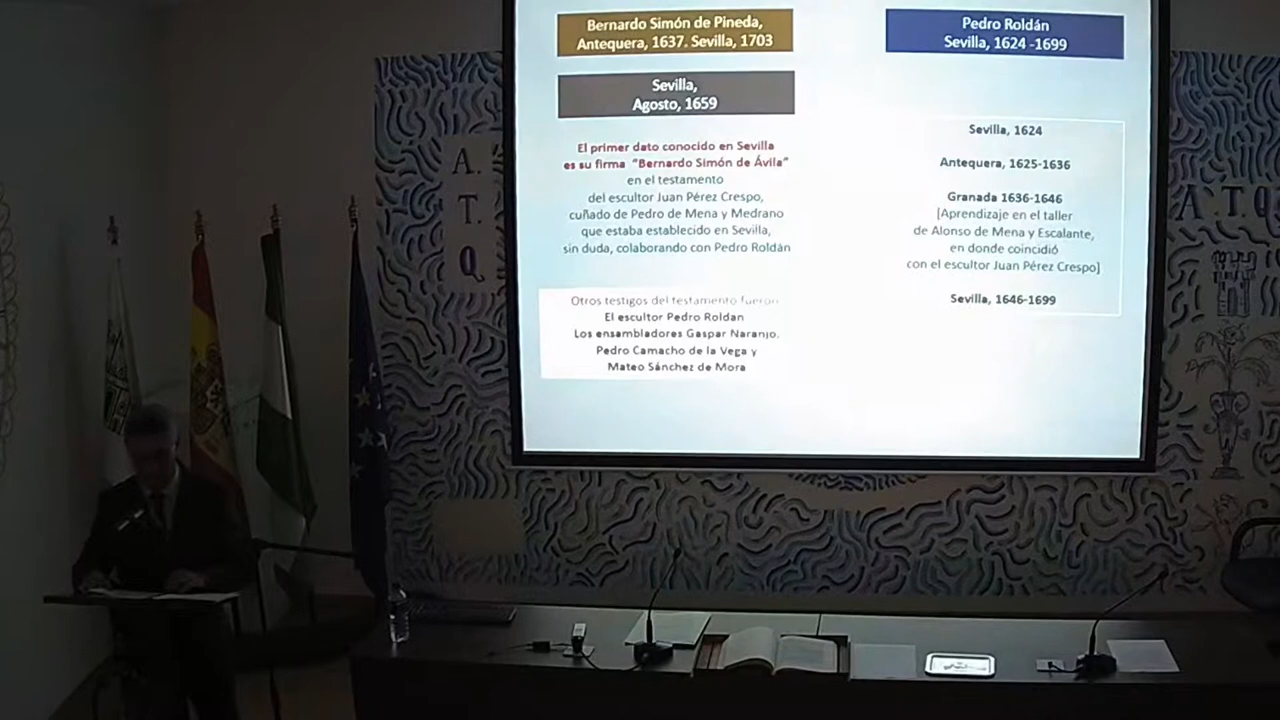 Bernardo Simón de Pineda,
Antequera, 1637. Sevilla, 1703
Sevilla,
Agosto, 1659
El primer dato conocido en Sevilla
es su firma "Bernardo Simón de Ávila"
en el testamento
del escultor Juan Pérez Crespo,
cuñado de Pedro de Mena y Medrano
que estaba establecido en Sevilla,
sin duda, colaborando con Pedro Roldán
Otros testigos del testamento fueron
El escultor Pedro Roldan
Los ensambladores Gaspar Naranjo,
Pedro Camacho de la Vega y
Mateo Sánchez de Mora
Pedro Roldán
Sevilla, 1624 -1699
Sevilla, 1624
Antequera, 1625-1636
Granada 1636-1646
[Aprendizaje en el taller
de Alonso de Mena y Escalante,
en donde coincidió
con el escultor Juan Pérez Crespo]
Sevilla, 1646-1699
A.
T.
Q
A.T.Q